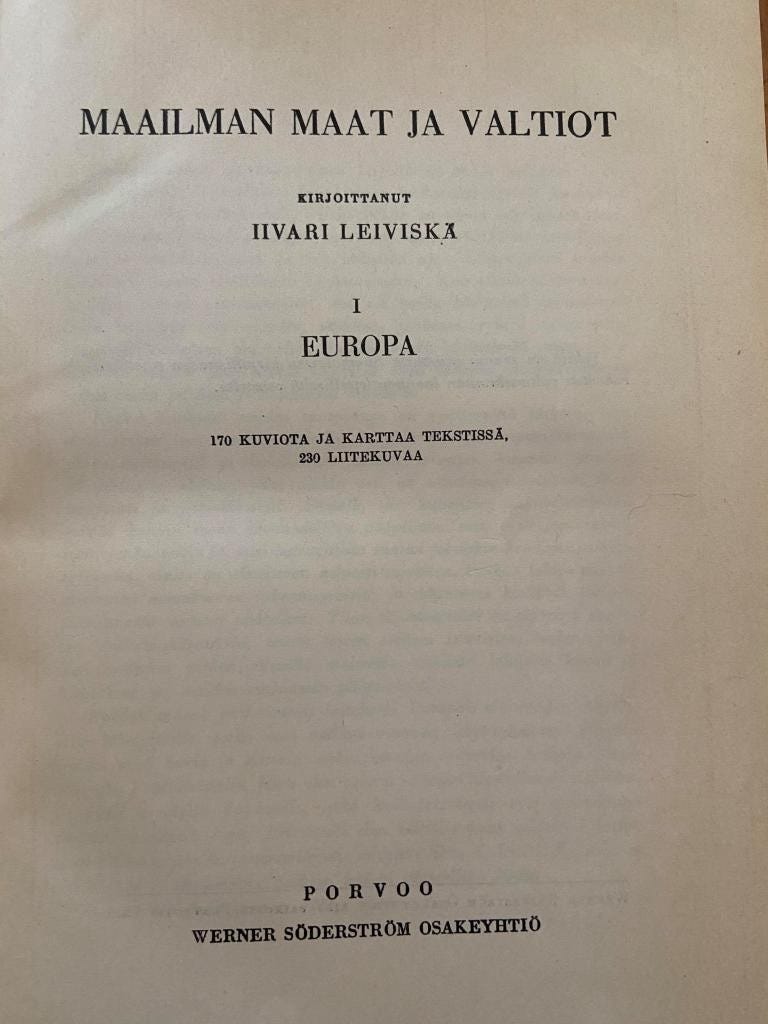 MAAILMAN MAAT JA VALTIOT
KIRJOITTANUT
IIVARI LEIVISKÄ
I
EUROPA
170 KUVIOTA JA KARTTAA TEKSTISSÄ,
230 LIITEKUVAA
PORVOO
WERNER SÖDERSTRÖM OSAKEYHTIÖ